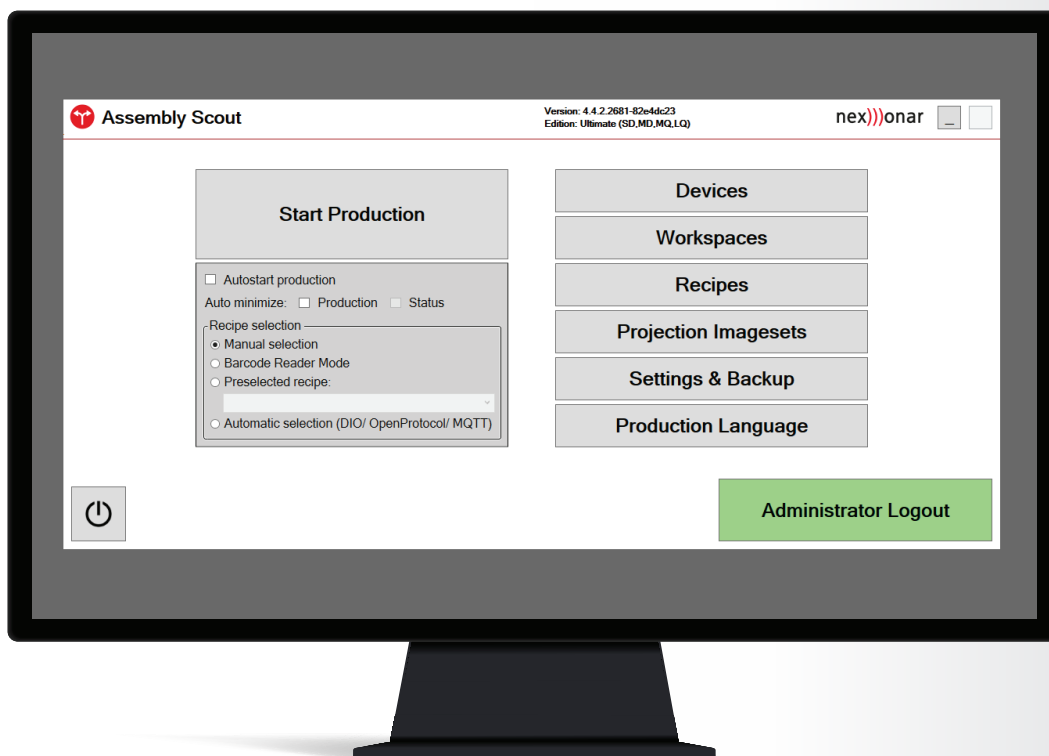 Assembly Scout
Version: 4.4.2.2681-82e4dc23
Edition: Ultimate (SD,MD,MQ,LQ)
nex)))onar
Start Production
Autostart production
Auto minimize: Production Status
Recipe selection
Manual selection
Barcode Reader Mode
Preselected recipe:
Automatic selection (DIO/ OpenProtocol/ MQTT)
Devices
Workspaces
Recipes
Projection Imagesets
Settings & Backup
Production Language
Administrator Logout